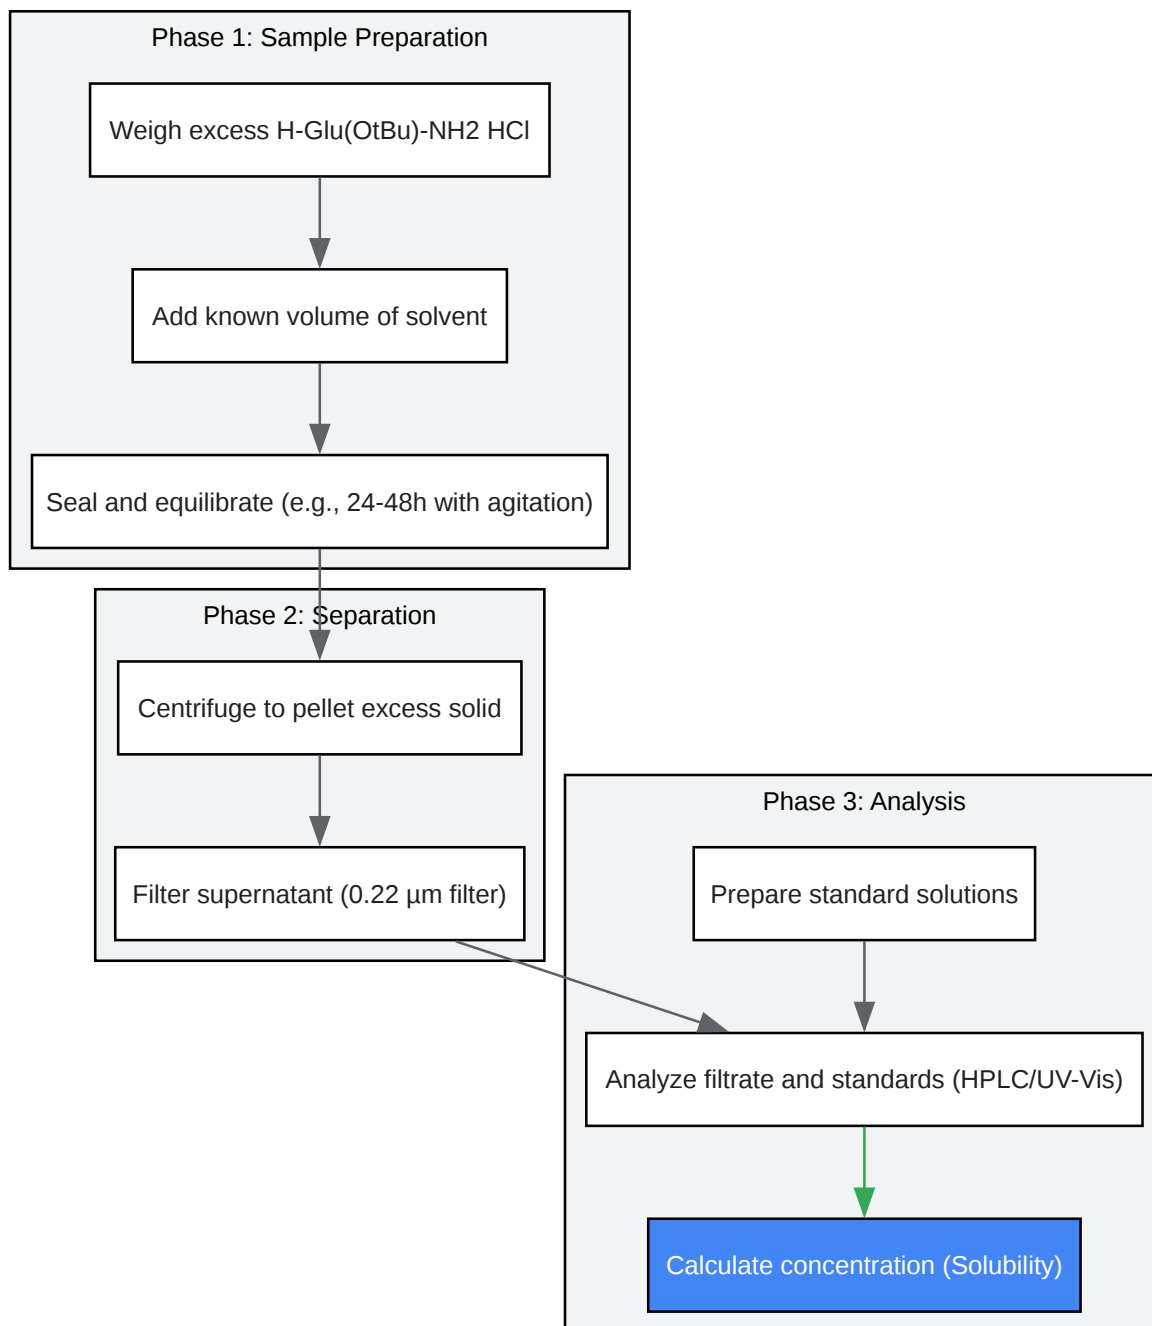 Phase 1: Sample Preparation
Weigh excess H-Glu(OtBu)-NH2 HCl
Add known volume of solvent
Seal and equilibrate (e.g., 24-48h with agitation)
Phase 2: Separation
Centrifuge to pellet excess solid
Filter supernatant (0.22 µm filter)
Phase 3: Analysis
Prepare standard solutions
Analyze filtrate and standards (HPLC/UV-Vis)
Calculate concentration (Solubility)